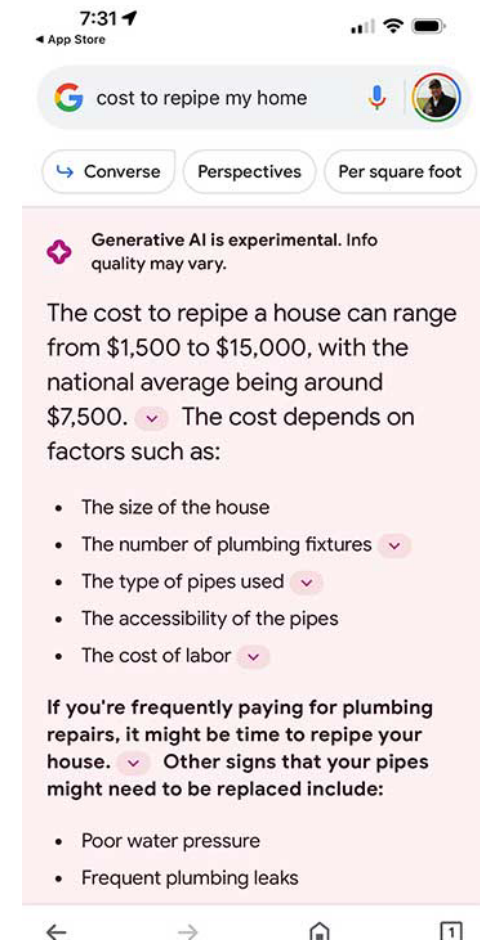 7:31
◀ App Store
cost to repipe my home
Converse
Perspectives
Per square foot
Generative AI is experimental. Info
quality may vary.
The cost to repipe a house can range
from $1,500 to $15,000, with the
national average being around
$7,500. The cost depends on
factors such as:
• The size of the house
• The number of plumbing fixtures
• The type of pipes used
• The accessibility of the pipes
• The cost of labor
If you're frequently paying for plumbing
repairs, it might be time to repipe your
house. Other signs that your pipes
might need to be replaced include:
• Poor water pressure
• Frequent plumbing leaks
1